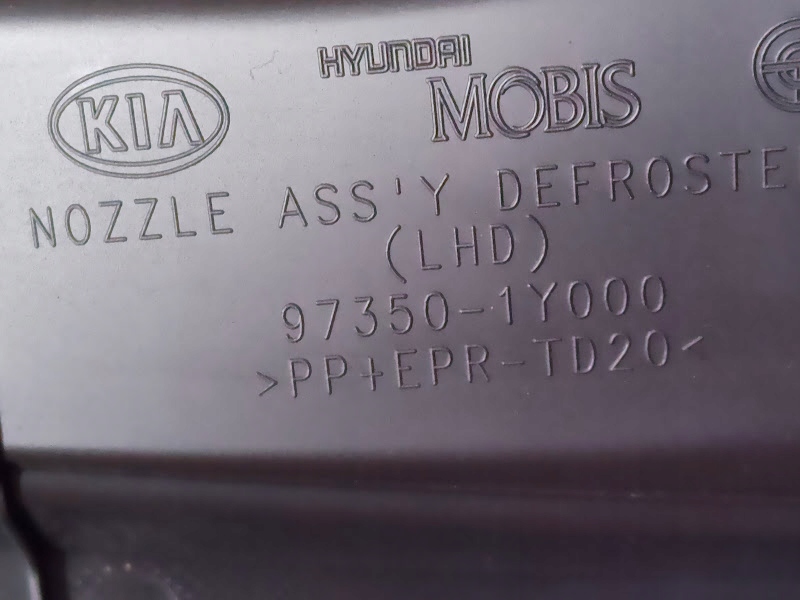 KIA
HYUNDAI
MOBIS
NOZZLE ASS'Y DEFROSTE
(LHD)
97350-1Y000
>PP+EPR-TD20<